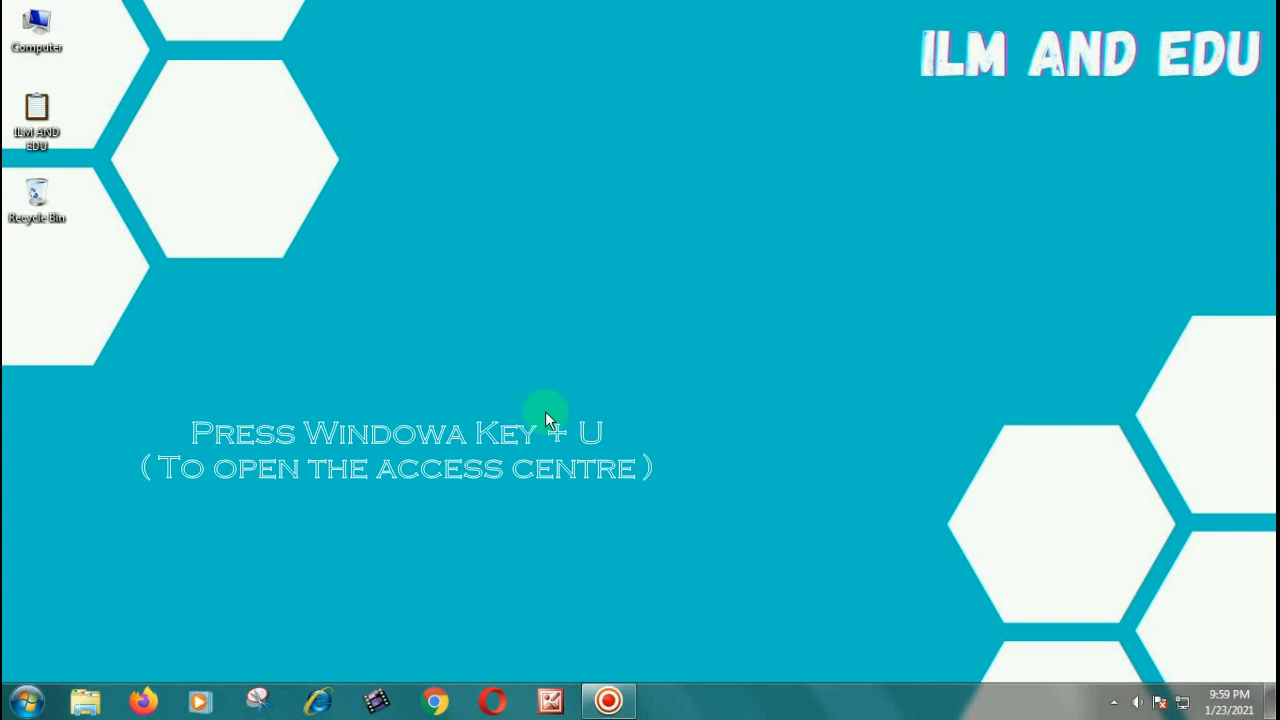 Computer
ILM AND EDU
ILM AND
EDU
Recycle Bin
PRESS WINDOWA KEY + U
( TO OPEN THE ACCESS CENTRE )
9:59 PM
1/23/2021